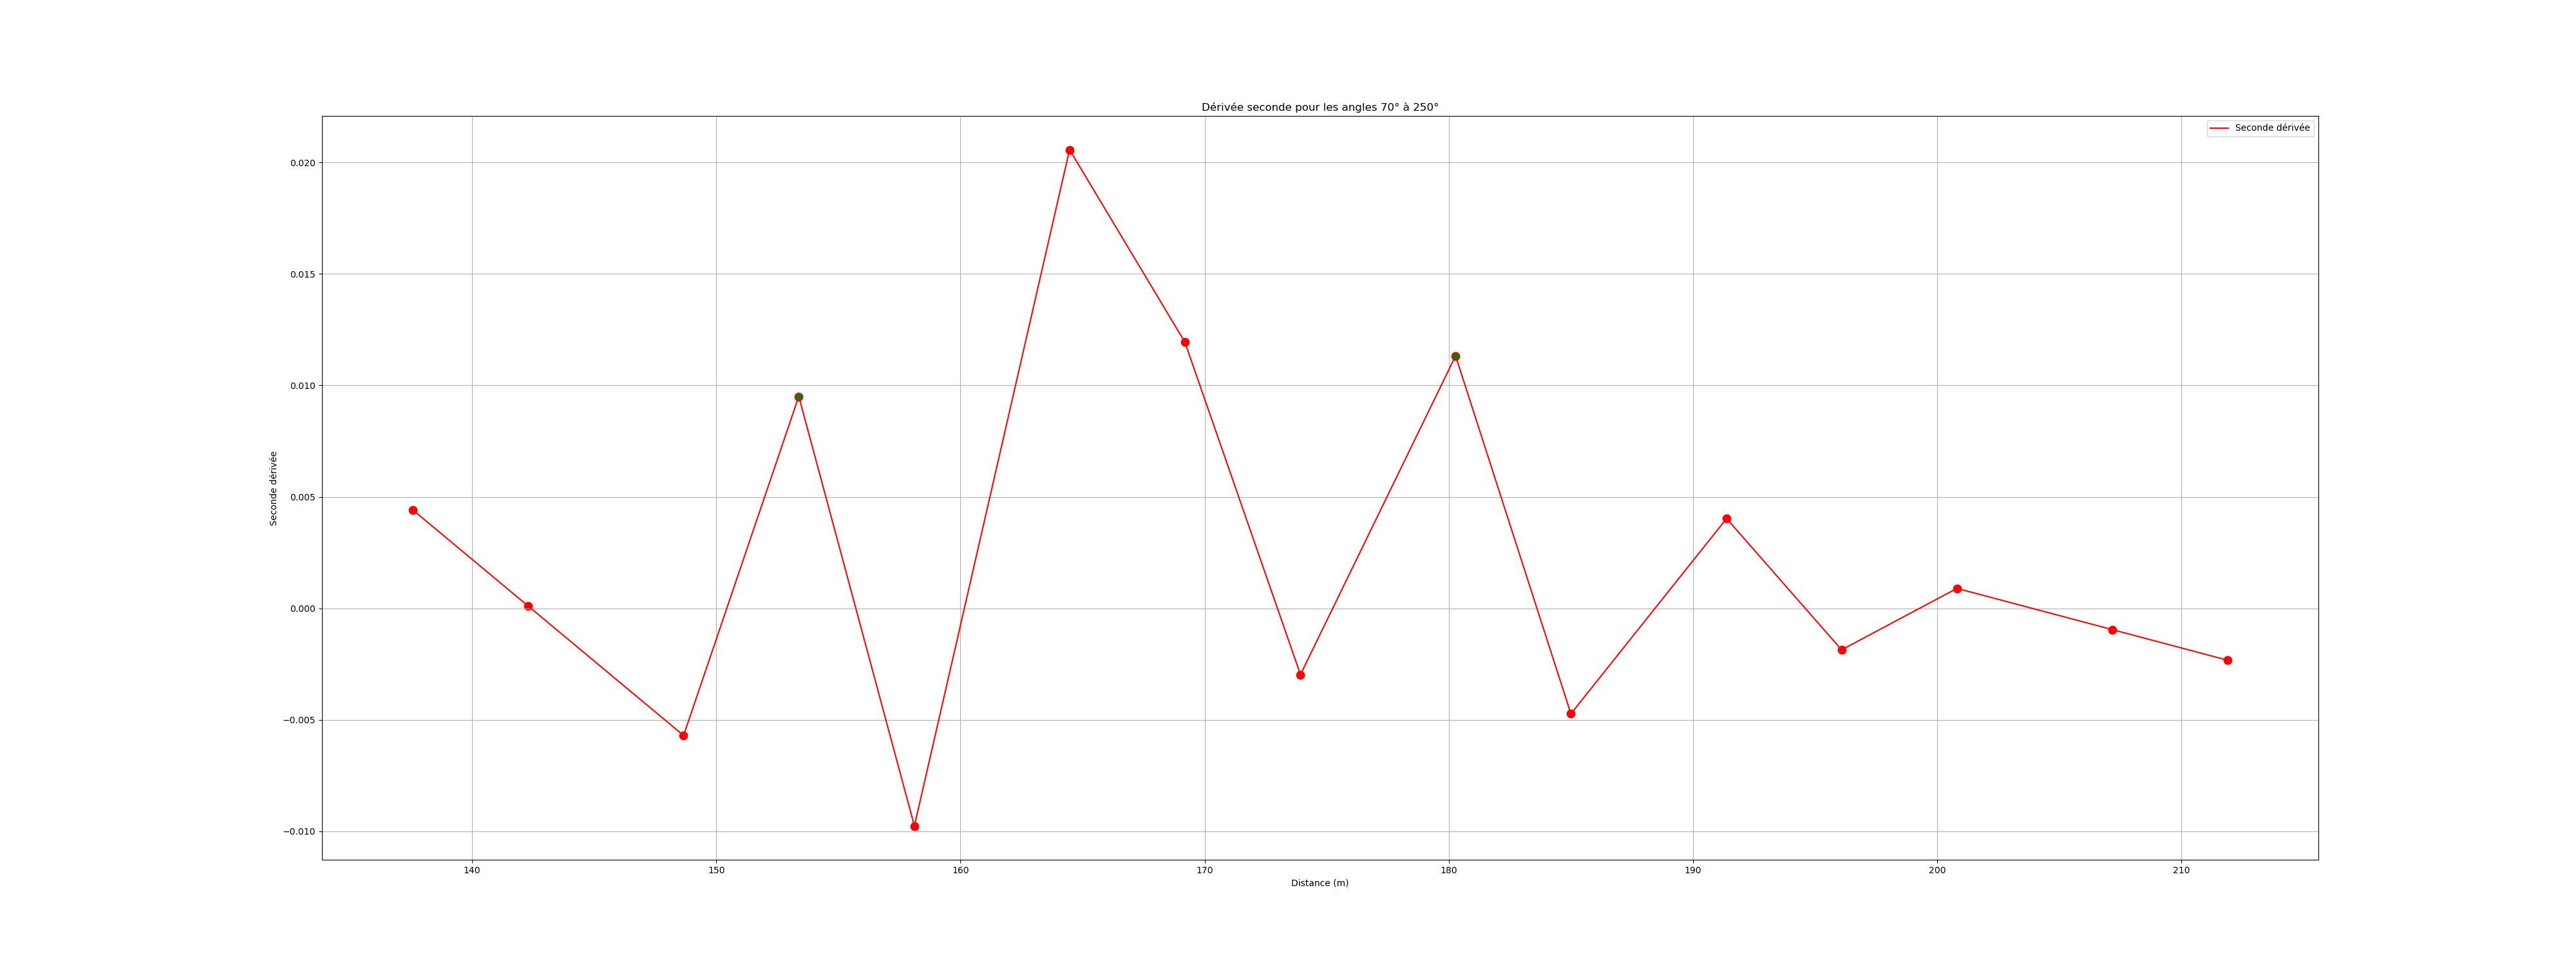 Dérivée seconde pour les angles 70° à 250°
Seconde dérivée
0.020
0.015
0.010
0.005
0.000
−0.005
−0.010
Seconde dérivée
140 150 160 170 180 190 200 210
Distance (m)